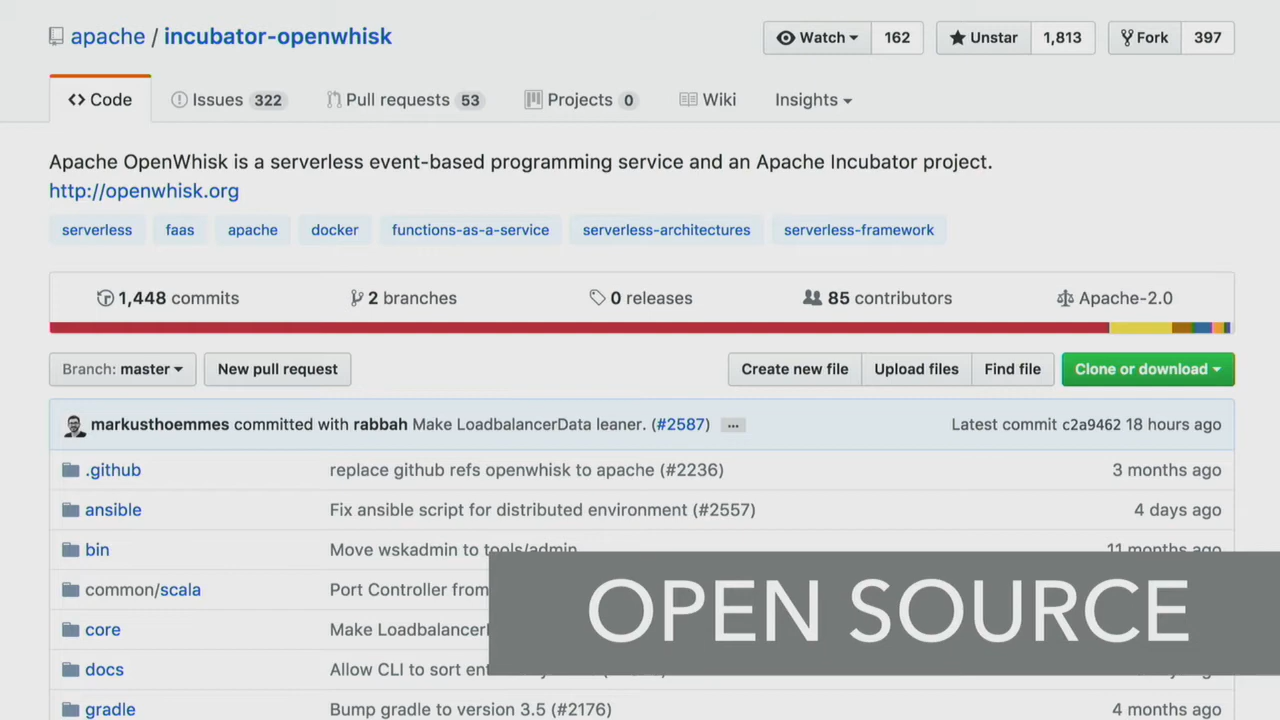 apache / incubator-openwhisk
Watch 162 Unstar 1,813 Fork 397
Code Issues 322 Pull requests 53 Projects 0 Wiki Insights
Apache OpenWhisk is a serverless event-based programming service and an Apache Incubator project.
http://openwhisk.org
serverless faas apache docker functions-as-a-service serverless-architectures serverless-framework
1,448 commits 2 branches 0 releases 85 contributors Apache-2.0
Branch: master New pull request Create new file Upload files Find file Clone or download
markusthoemmes committed with rabbah Make LoadbalancerData leaner. (#2587) ... Latest commit c2a9462 18 hours ago
.github replace github refs openwhisk to apache (#2236) 3 months ago
ansible Fix ansible script for distributed environment (#2557) 4 days ago
bin Move wskadmin to tools/admin 11 months ago
common/scala Port Controller from
core Make Loadbalancer
docs Allow CLI to sort
gradle Bump gradle to version 3.5 (#2176) 4 months ago
OPEN SOURCE